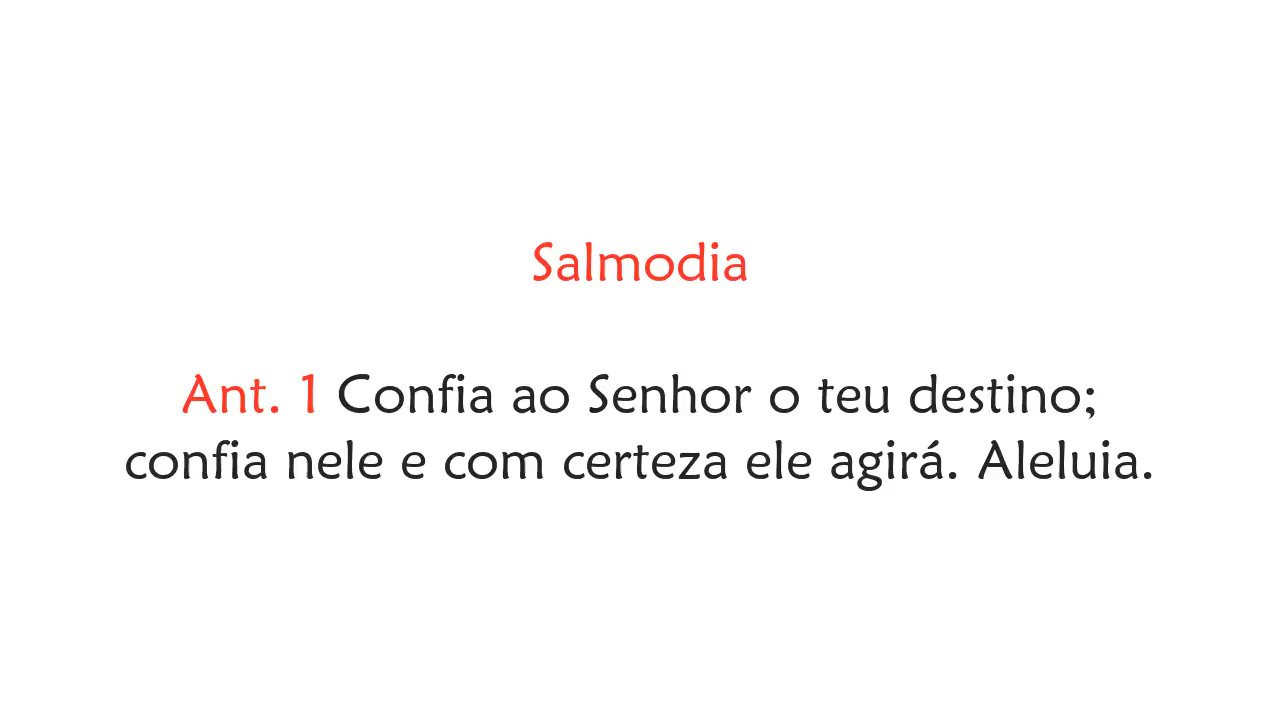 Salmodia
Ant. 1 Confia ao Senhor o teu destino;
confia nele e com certeza ele agirá. Aleluia.